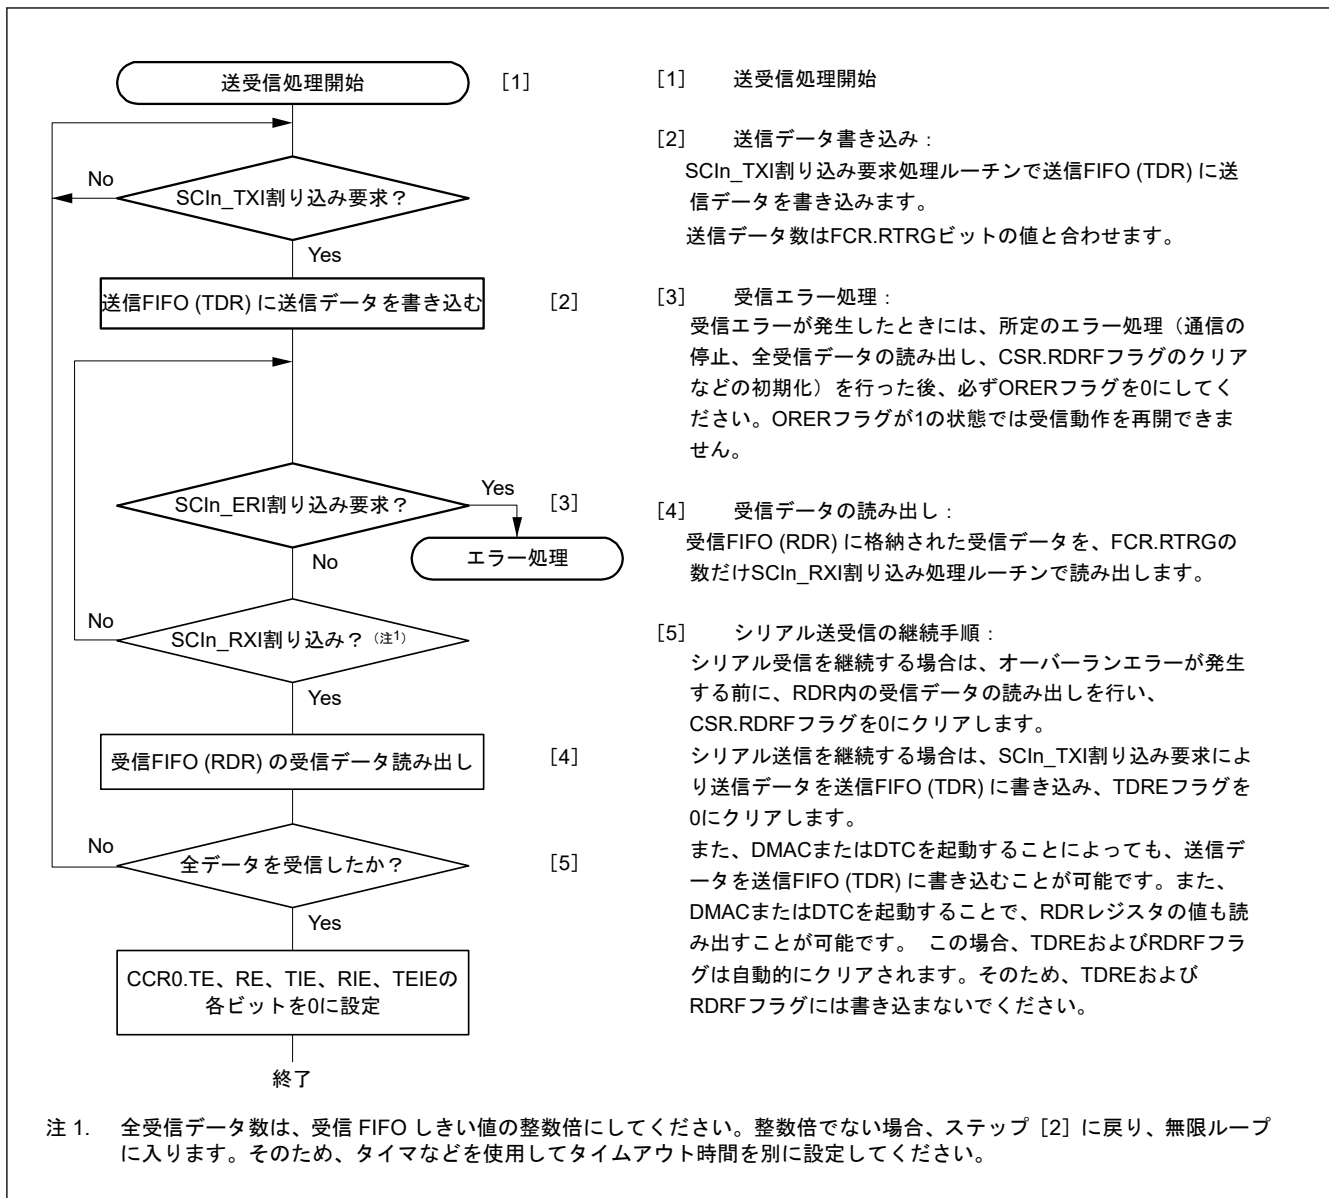 送受信処理開始 [1]
No
SCIn_TXI割り込み要求？
Yes
送信FIFO (TDR) に送信データを書き込む [2]
SCIn_ERI割り込み要求？
Yes
[3]
エラー処理
No
No
SCIn_RXI割り込み？（注1）
Yes
受信FIFO (RDR) の受信データ読み出し [4]
No
全データを受信したか？ [5]
Yes
CCR0.TE、RE、TIE、RIE、TEIEの
各ビットを0に設定
終了
[1] 送受信処理開始
[2] 送信データ書き込み：
SCIn_TXI割り込み要求処理ルーチンで送信FIFO (TDR) に送
信データを書き込みます。
送信データ数はFCR.RTRGビットの値と合わせます。
[3] 受信エラー処理：
受信エラーが発生したときには、所定のエラー処理（通信の
停止、全受信データの読み出し、CSR.RDRFフラグのクリア
などの初期化）を行った後、必ずORERフラグを0にしてく
ださい。ORERフラグが1の状態では受信動作を再開できま
せん。
[4] 受信データの読み出し：
受信FIFO (RDR) に格納された受信データを、FCR.RTRGの
数だけSCIn_RXI割り込み処理ルーチンで読み出します。
[5] シリアル送受信の継続手順：
シリアル受信を継続する場合は、オーバーランエラーが発生
する前に、RDR内の受信データの読み出しを行い、
CSR.RDRFフラグを0にクリアします。
シリアル送信を継続する場合は、SCIn_TXI割り込み要求によ
り送信データを送信FIFO (TDR) に書き込み、TDREフラグを
0にクリアします。
また、DMACまたはDTCを起動することによっても、送信デ
ータを送信FIFO (TDR) に書き込むことが可能です。また、
DMACまたはDTCを起動することで、RDRレジスタの値も読
み出すことが可能です。 この場合、TDREおよびRDRFフラ
グは自動的にクリアされます。そのため、TDREおよび
RDRFフラグには書き込まないでください。
注 1. 全受信データ数は、受信 FIFO しきい値の整数倍にしてください。整数倍でない場合、ステップ［2］に戻り、無限ループ
に入ります。そのため、タイマなどを使用してタイムアウト時間を別に設定してください。